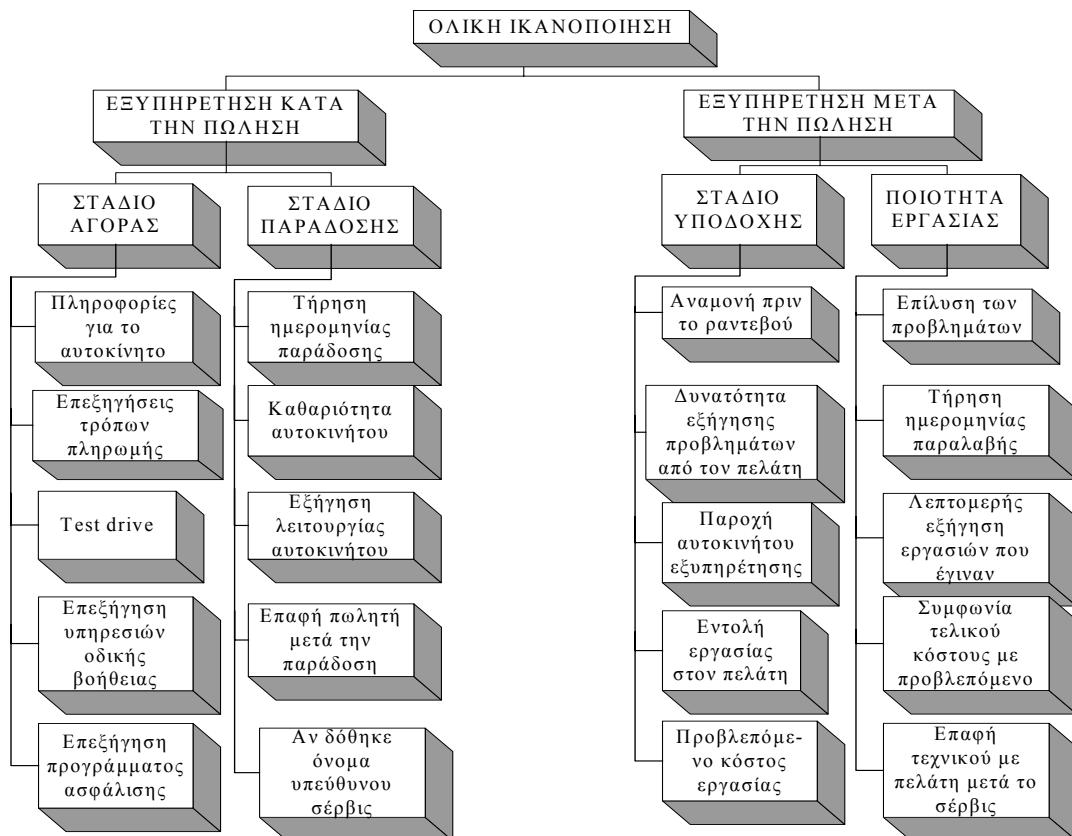 ΟΛΙΚΗ ΙΚΑΝΟΠΟΙΗΣΗ
ΕΞΥΠΗΡΕΤΗΣΗ ΚΑΤΑ
ΤΗΝ ΠΩΛΗΣΗ
ΣΤΑΔΙΟ
ΑΓΟΡΑΣ
Πληροφορίες
για το
αυτοκίνητο
Επεξηγήσεις
τρόπων
πληρωμής
Test drive
Επεξήγηση
υπηρεσιών
οδικής
βοήθειας
Επεξήγηση
προγράμματος
ασφάλισης
ΣΤΑΔΙΟ
ΠΑΡΑΔΟΣΗΣ
Τήρηση
ημερομηνίας
παράδοσης
Καθαριότητα
αυτοκινήτου
Εξήγηση
λειτουργίας
αυτοκινήτου
Επαφή πωλητή
μετά την
παράδοση
Αν δόθηκε
όνομα
υπεύθυνου
σέρβις
ΕΞΥΠΗΡΕΤΗΣΗ ΜΕΤΑ
ΤΗΝ ΠΩΛΗΣΗ
ΣΤΑΔΙΟ
ΥΠΟΔΟΧΗΣ
Αναμονή πριν
το ραντεβού
Δυνατότητα
εξήγησης
προβλημάτων
από τον πελάτη
Παροχή
αυτοκινήτου
εξυπηρέτησης
Εντολή
εργασίας
στον πελάτη
Προβλεπόμε-
νο κόστος
εργασίας
ΠΟΙΟΤΗΤΑ
ΕΡΓΑΣΙΑΣ
Επίλυση των
προβλημάτων
Τήρηση
ημερομηνίας
παραλαβής
Λεπτομερής
εξήγηση
εργασιών που
έγιναν
Συμφωνία
τελικού
κόστους με
προβλεπόμενο
Επαφή
τεχνικού με
πελάτη μετά το
σέρβις